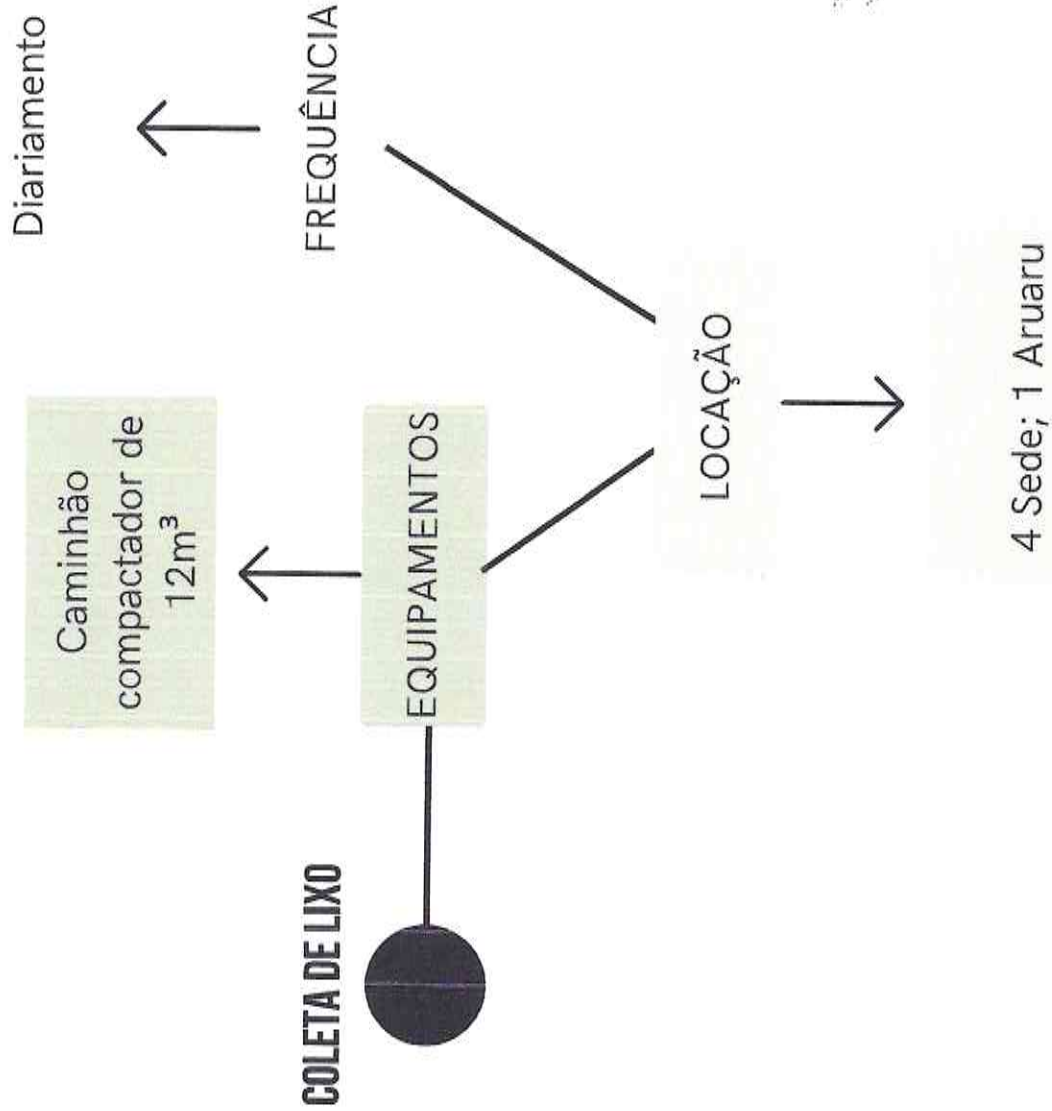 COLETA DE LIXO
Caminhão
compactador de
12m³
EQUIPAMENTOS
LOCAÇÃO
4 Sede; 1 Aruaru
Diariamento
FREQUÊNCIA